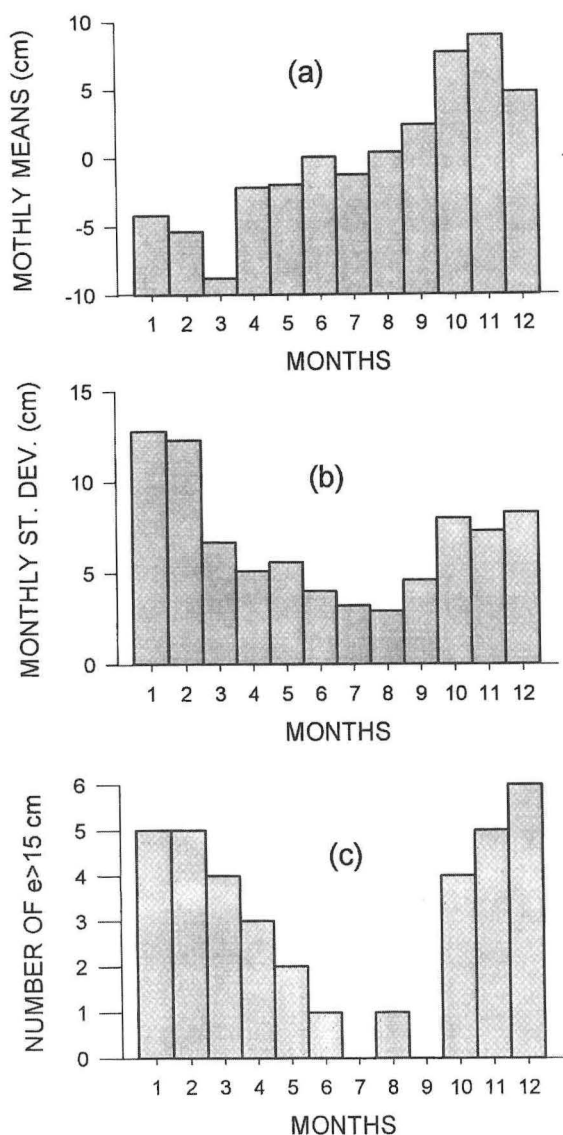 MOTHLY MEANS (cm)
10
5
0
-5
-10
(a)
1 2 3 4 5 6 7 8 9 10 11 12
MONTHS
MONTHLY ST. DEV. (cm)
15
10
5
0
(b)
1 2 3 4 5 6 7 8 9 10 11 12
MONTHS
NUMBER OF e>15 cm
6
5
4
3
2
1
0
(c)
1 2 3 4 5 6 7 8 9 10 11 12
MONTHS